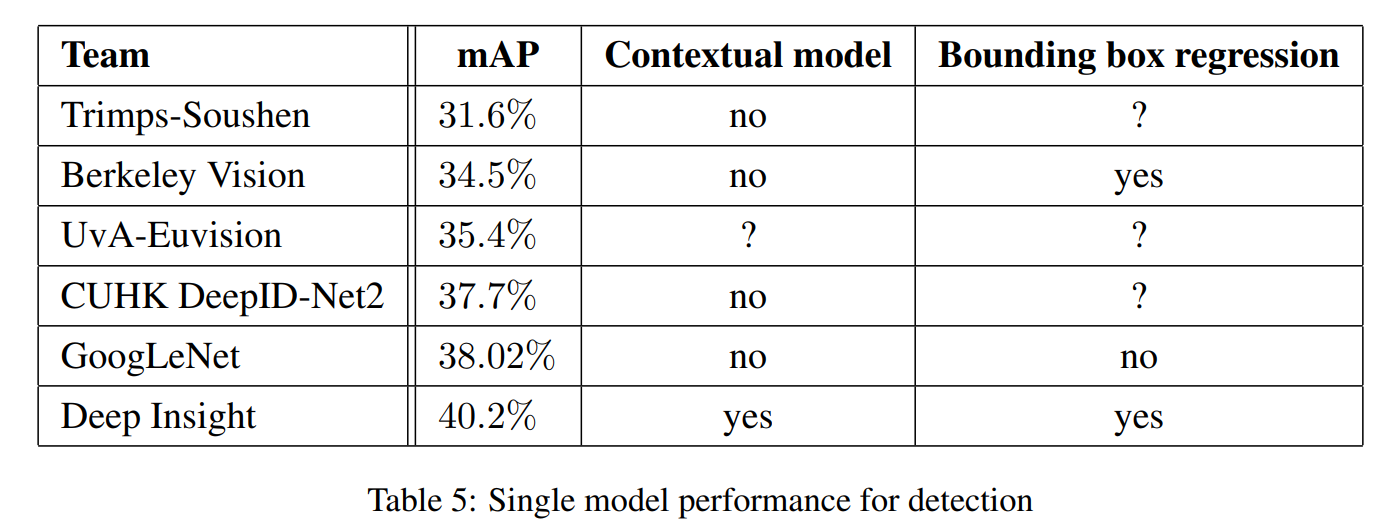 Team mAP Contextual model Bounding box regression
Trimps-Soushen 31.6% no ?
Berkeley Vision 34.5% no yes
UvA-Euvision 35.4% ? ?
CUHK DeepID-Net2 37.7% no ?
GoogLeNet 38.02% no no
Deep Insight 40.2% yes yes
Table 5: Single model performance for detection